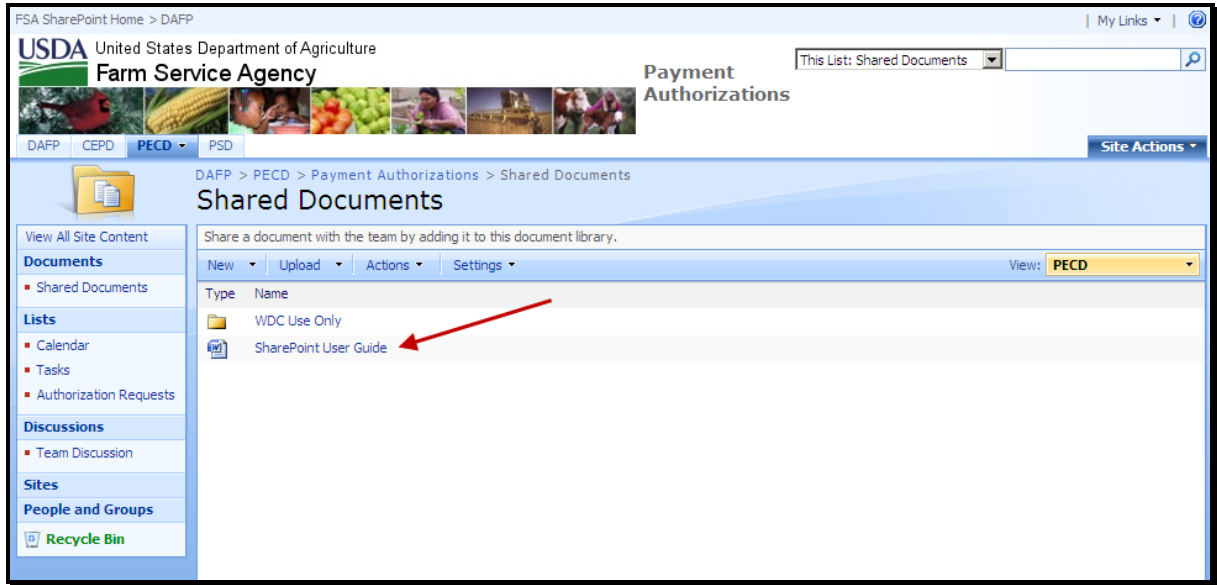 FSA SharePoint Home > DAFP
| My Links |
USDA United States Department of Agriculture
Farm Service Agency
Payment
Authorizations
This List: Shared Documents
DAFP CEPD PECD PSD
Site Actions
DAFP > PECD > Payment Authorizations > Shared Documents
Shared Documents
View All Site Content
Documents
Shared Documents
Lists
Calendar
Tasks
Authorization Requests
Discussions
Team Discussion
Sites
People and Groups
Recycle Bin
Share a document with the team by adding it to this document library.
New Upload Actions Settings View: PECD
Type Name
WDC Use Only
SharePoint User Guide